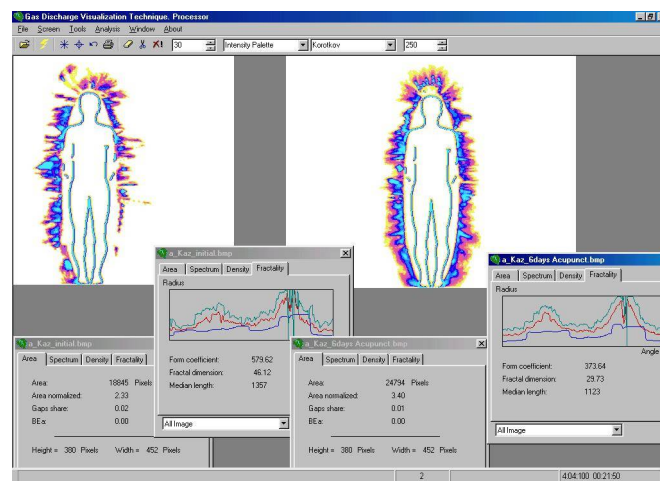 Gas Discharge Visualization Technique. Processor
File Screen Tools Analysis Window About
30 Intensity Palette Korotkov 250
a_Kaz_initial.bmp
Area Spectrum Density Fractality
Radius
Form coefficient: 579.62
Fractal dimension: 46.12
Median length: 1357
All Image
a_Kaz_6days Acupunct.bmp
Area Spectrum Density Fractality
Radius
Angle
Form coefficient: 373.64
Fractal dimension: 29.73
Median length: 1123
All Image
a_Kaz_initial.bmp
Area Spectrum Density Fractality
Area: 18845 Pixels
Area normalized: 2.33
Gaps share: 0.02
BEa: 0.00
Height = 380 Pixels Width = 452 Pixels
a_Kaz_6days Acupunct.bmp
Area Spectrum Density Fractality
Area: 24794 Pixels
Area normalized: 3.40
Gaps share: 0.01
BEa: 0.00
Height = 380 Pixels Width = 452 Pixels
2 4:04:100 00:21:50